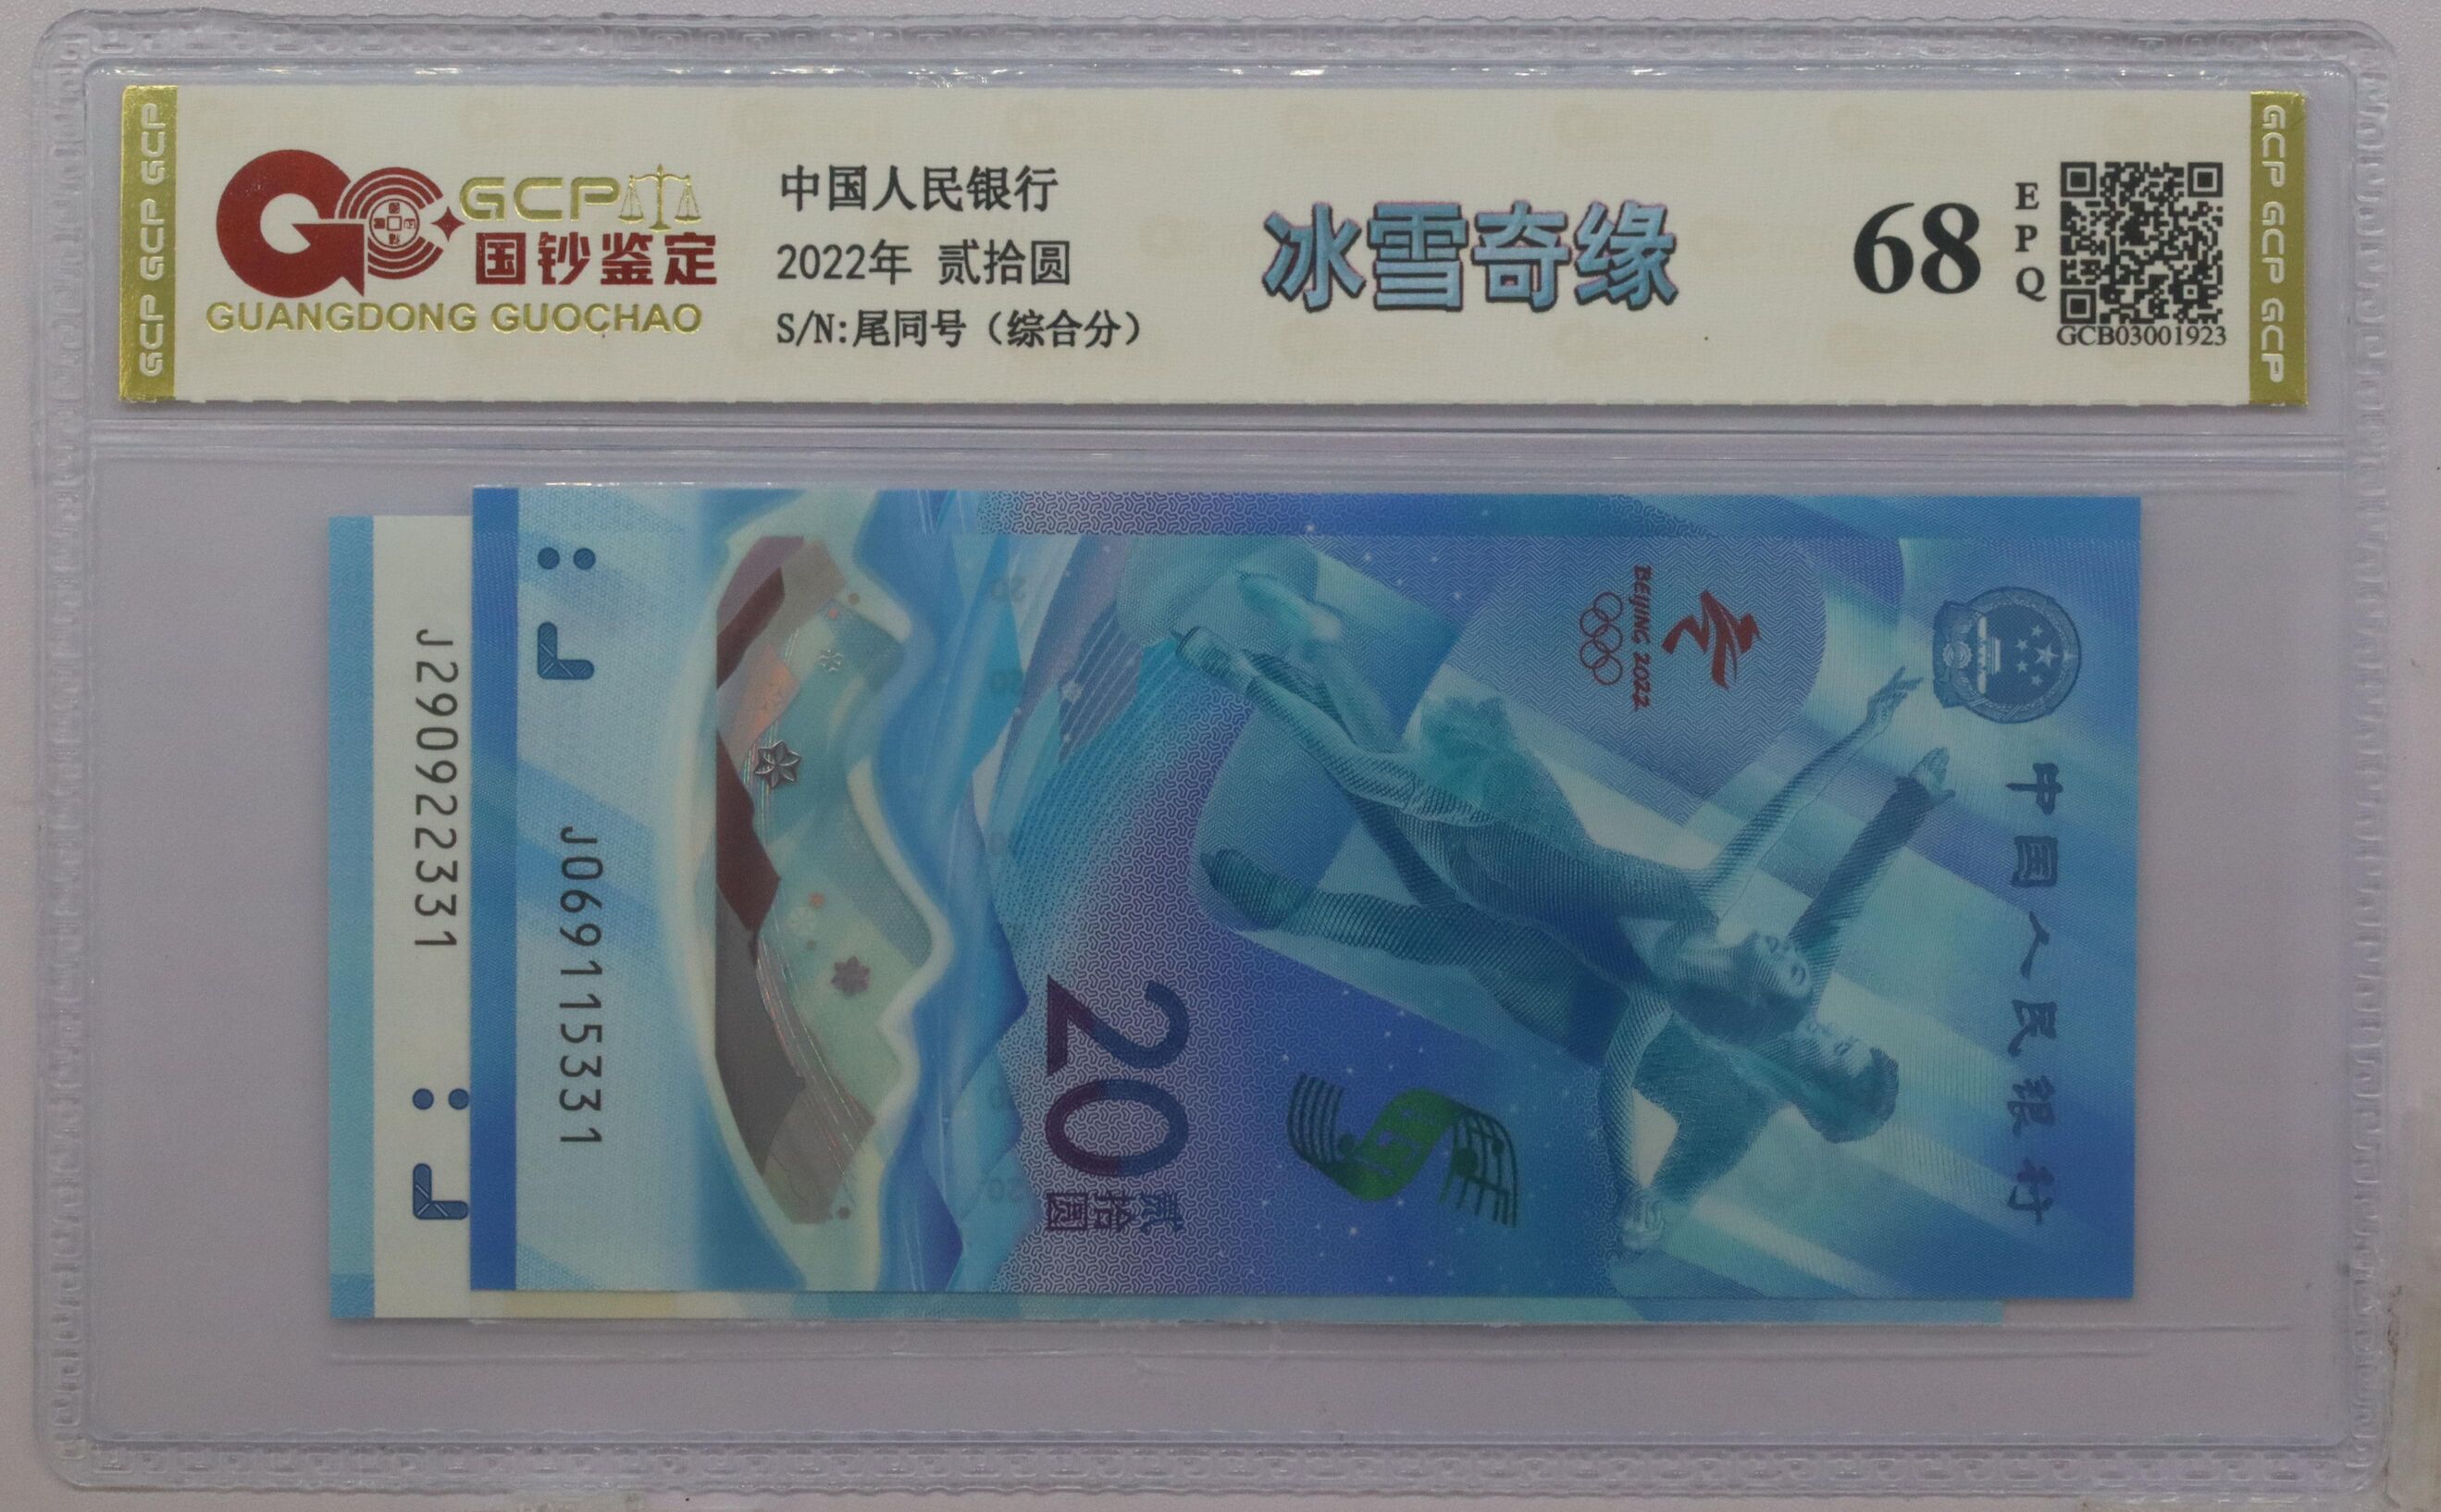 GCP GCP GCP
GCP
国钞鉴定
GUANGDONG GUOCHAO
中国人民银行
2022年 贰拾圆
S/N:尾同号（综合分）
冰雪奇缘
68
EPQ
GCB03001923
GCP GCP GCP
J290922331
J069115331
BEIJING 2022
20
贰拾圆
中国人民银行